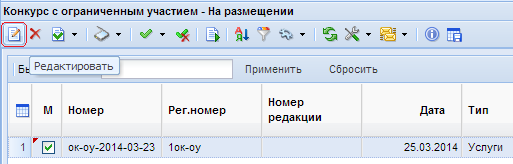 Конкурс с ограниченным участием - На размещении
Редактировать
Бы
Применить
Сбросить
М
Номер
Рег.номер
Номер редакции
Дата
Тип
1
ок-оу-2014-03-23
1ок-оу
25.03.2014
Услуги